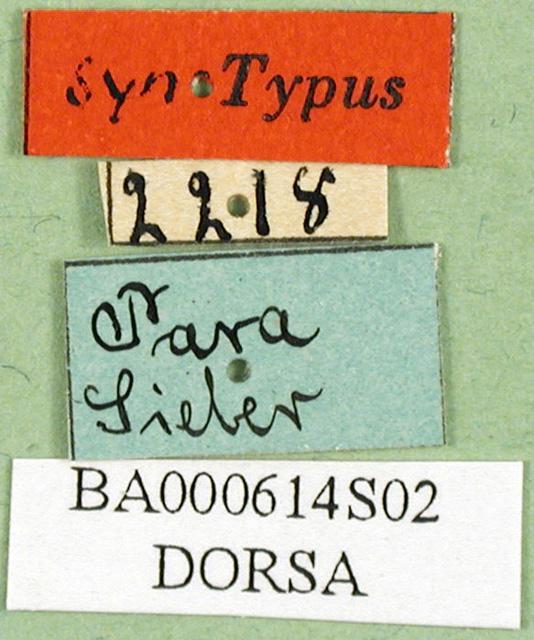 Syn-Typus
2218
Para
Sieber
BA000614S02
DORSA